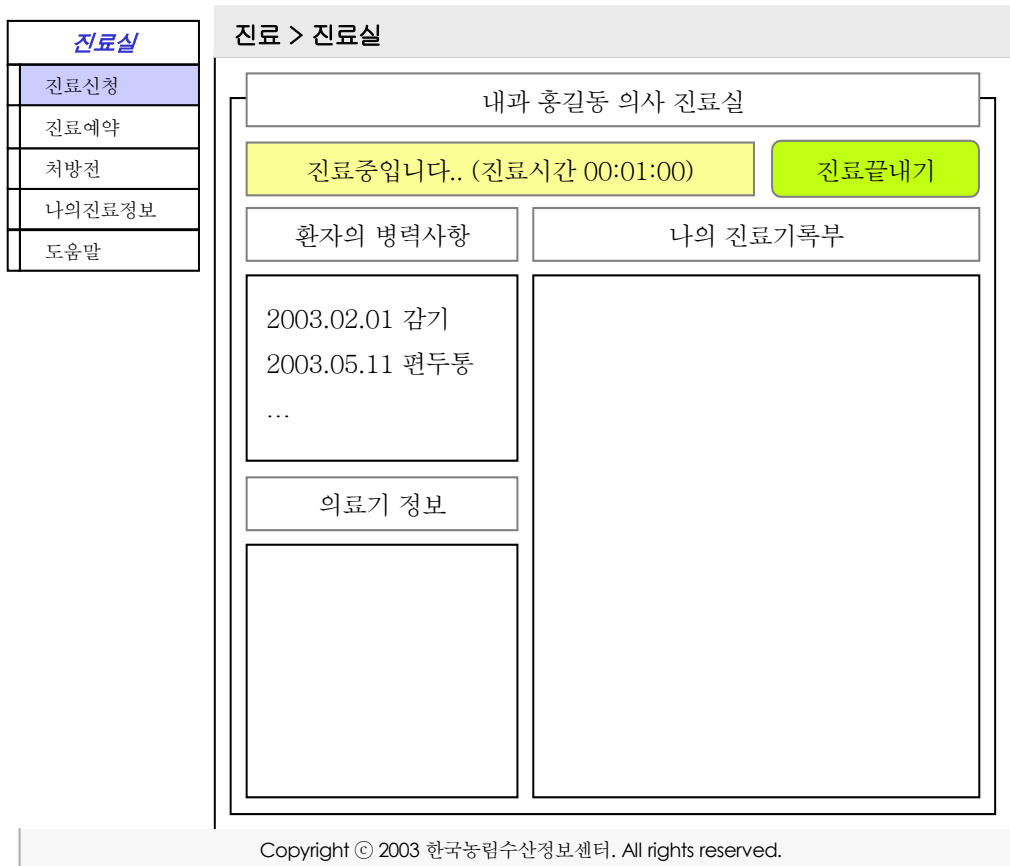 진료실
진료신청
진료예약
처방전
나의진료정보
도움말
진료 > 진료실
내과 홍길동 의사 진료실
진료중입니다.. (진료시간 00:01:00)
진료끝내기
환자의 병력사항
2003.02.01 감기
2003.05.11 편두통
…
의료기 정보
나의 진료기록부
Copyright ⓒ 2003 한국농림수산정보센터. All rights reserved.